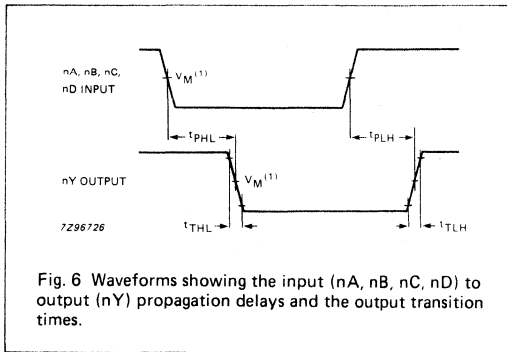 nA, nB, nC,
nD INPUT
VM(1)
tPHL
tPLH
nY OUTPUT
VM(1)
7Z96726
tTHL
tTLH
Fig. 6 Waveforms showing the input (nA, nB, nC, nD) to
output (nY) propagation delays and the output transition
times.